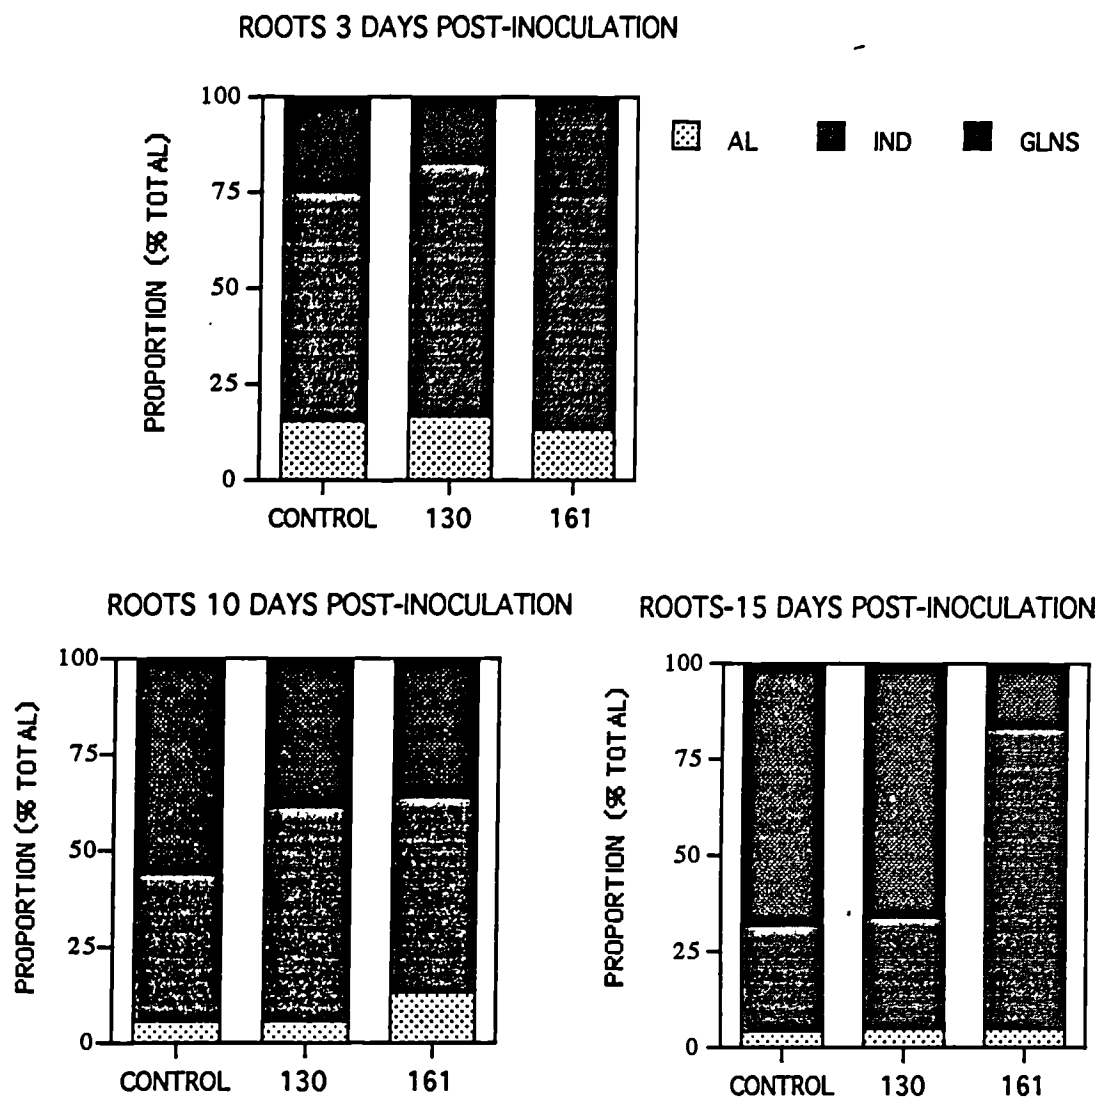 ROOTS 3 DAYS POST-INOCULATION
AL IND GLNS
PROPORTION (% TOTAL)
100
75
50
25
0
CONTROL 130 161
ROOTS 10 DAYS POST-INOCULATION
PROPORTION (% TOTAL)
100
75
50
25
0
CONTROL 130 161
ROOTS-15 DAYS POST-INOCULATION
PROPORTION (% TOTAL)
100
75
50
25
0
CONTROL 130 161